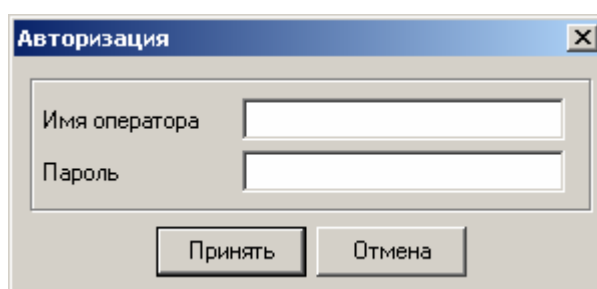 Авторизация
Имя оператора
Пароль
Принять Отмена